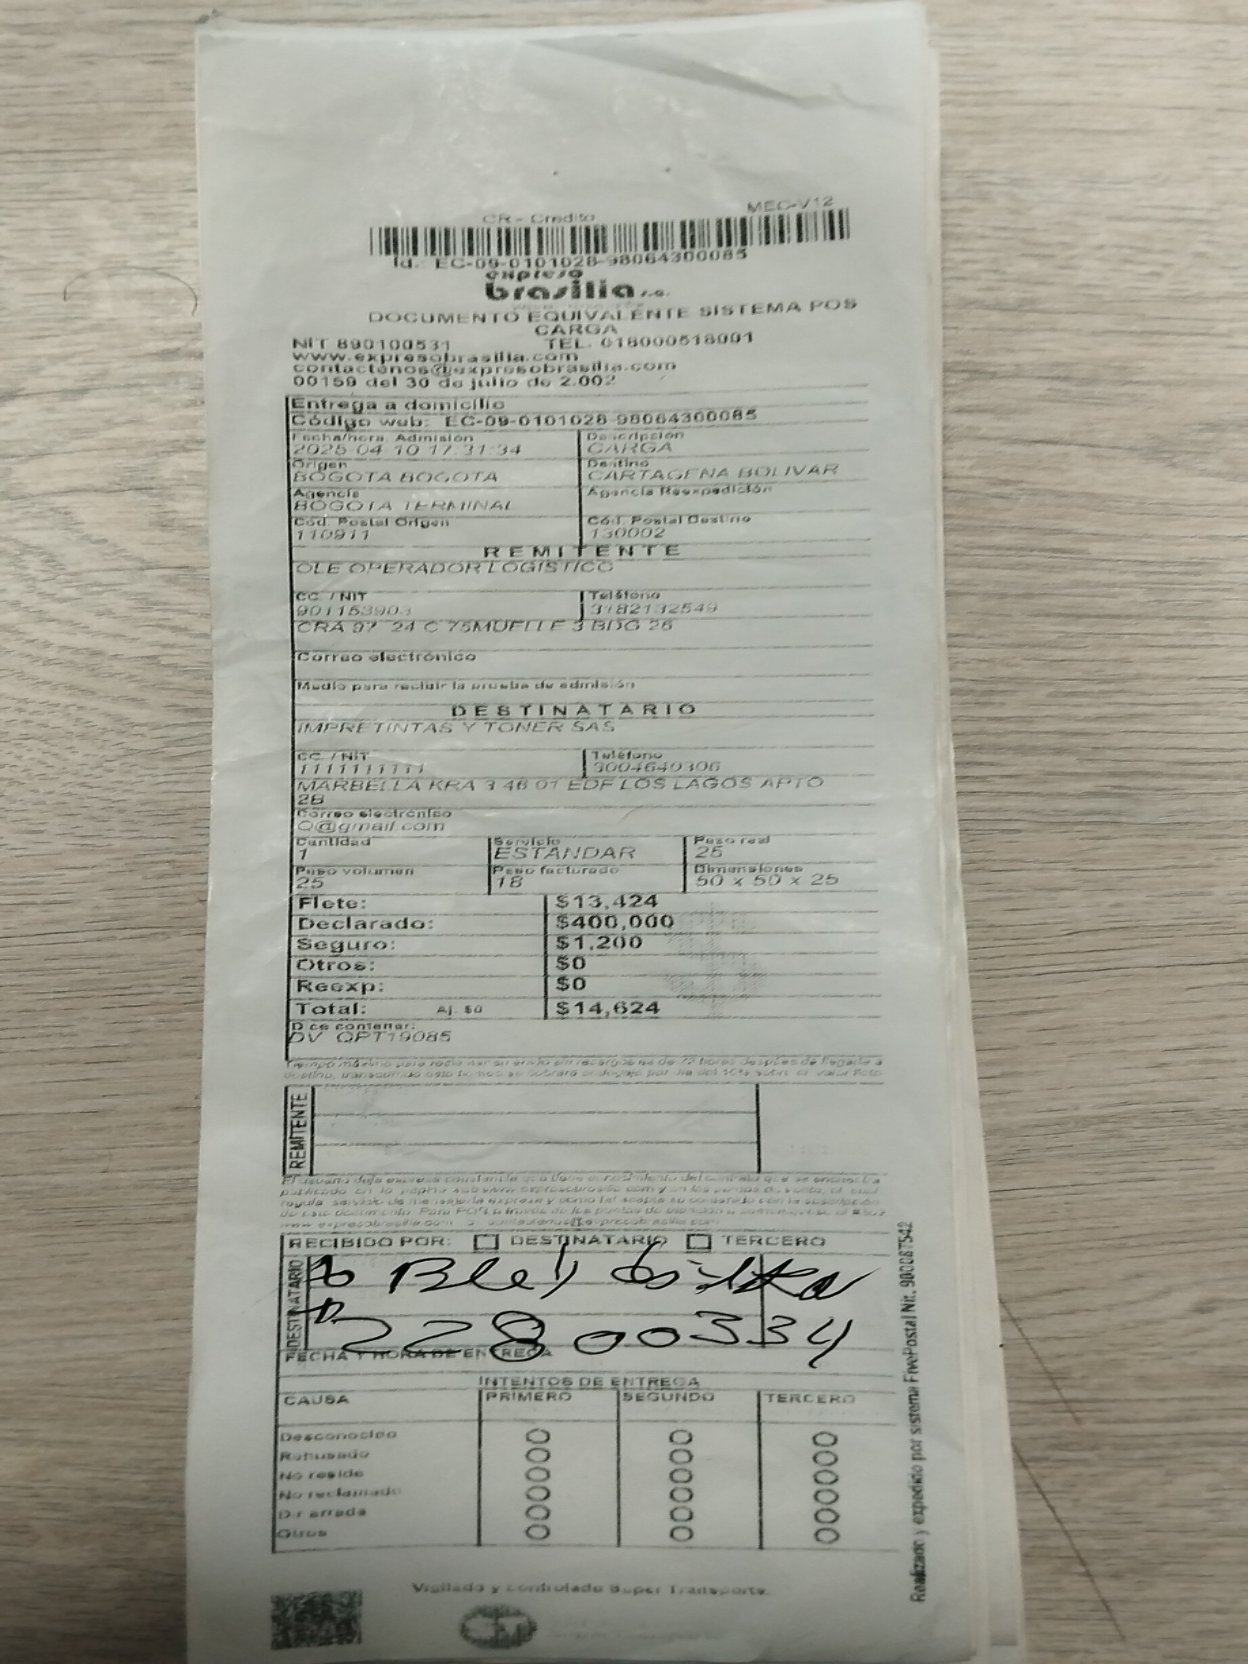 CR - Credito
MEC-V12
Id.: EC-09-0101028-98064300085
expreso
brasilia s.a.
DOCUMENTO EQUIVALENTE SISTEMA POS
CARGA
NIT 890100531 TEL. 018000518001
www.expresobrasilia.com
contactenos@expresobrasilia.com
00159 del 30 de julio de 2.002
Entrega a domicilio
Código web: EC-09-0101028-98064300085
Fecha/hora. Admisión Descripción
2025-04-10 17:31:34 CARGA
Origen Destino
BOGOTA BOGOTA CARTAGENA BOLIVAR
Agencia Agencia Reexpedición
BOGOTA TERMINAL
Cód. Postal Origen Cód. Postal Destino
110911 130002
REMITENTE
OLE OPERADOR LOGISTICO
CC. / NIT Teléfono
901153903 3182132549
CRA 97 24 C 75MUELLE 3 BDG 26
Correo electrónico
Medio para recibir la prueba de admisión
DESTINATARIO
IMPRETINTAS Y TONER SAS
CC. / NIT Teléfono
1111111111 3004640306
MARBELLA KRA 3 46 01 EDF LOS LAGOS APTO
2B
Correo electrónico
Q@gmail.com
Cantidad Servicio Peso real
1 ESTANDAR 25
Peso volumen Peso facturado Dimensiones
25 18 50 x 50 x 25
Flete: $13,424
Declarado: $400,000
Seguro: $1,200
Otros: $0
Reexp: $0
Total: Aj. $0 $14,624
Dice contener:
DV OPT19085
REMITENTE
RECIBIDO POR: DESTINATARIO TERCERO
DESTINATARIO
22800334
FECHA Y HORA DE ENTREGA
INTENTOS DE ENTREGA
CAUSA PRIMERO SEGUNDO TERCERO
Desconocido
Rehusado
No reside
No reclamado
Dir errada
Otros
Realizado y expedido por sistema FivePostal Nit. 900087542
Vigilado y controlado Super Transporte.